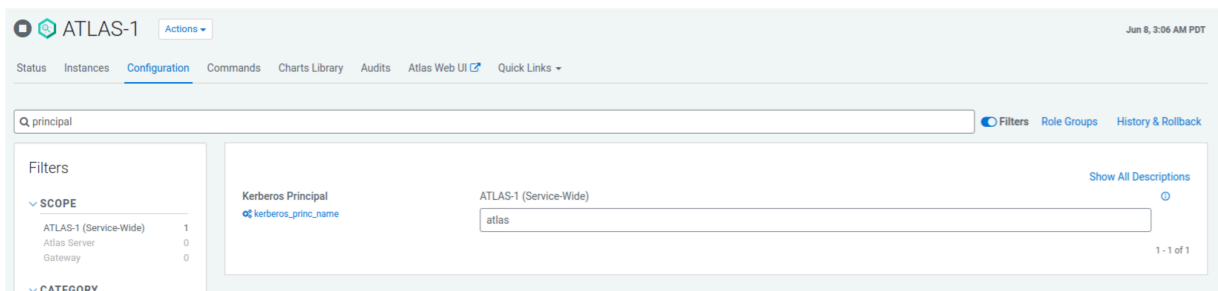 ATLAS-1 Actions
Jun 8, 3:06 AM PDT
Status Instances Configuration Commands Charts Library Audits Atlas Web UI Quick Links
principal
Filters Role Groups History & Rollback
Filters
SCOPE
ATLAS-1 (Service-Wide) 1
Atlas Server 0
Gateway 0
CATEGORY
Show All Descriptions
Kerberos Principal ATLAS-1 (Service-Wide)
kerberos_princ_name
atlas
1 - 1 of 1